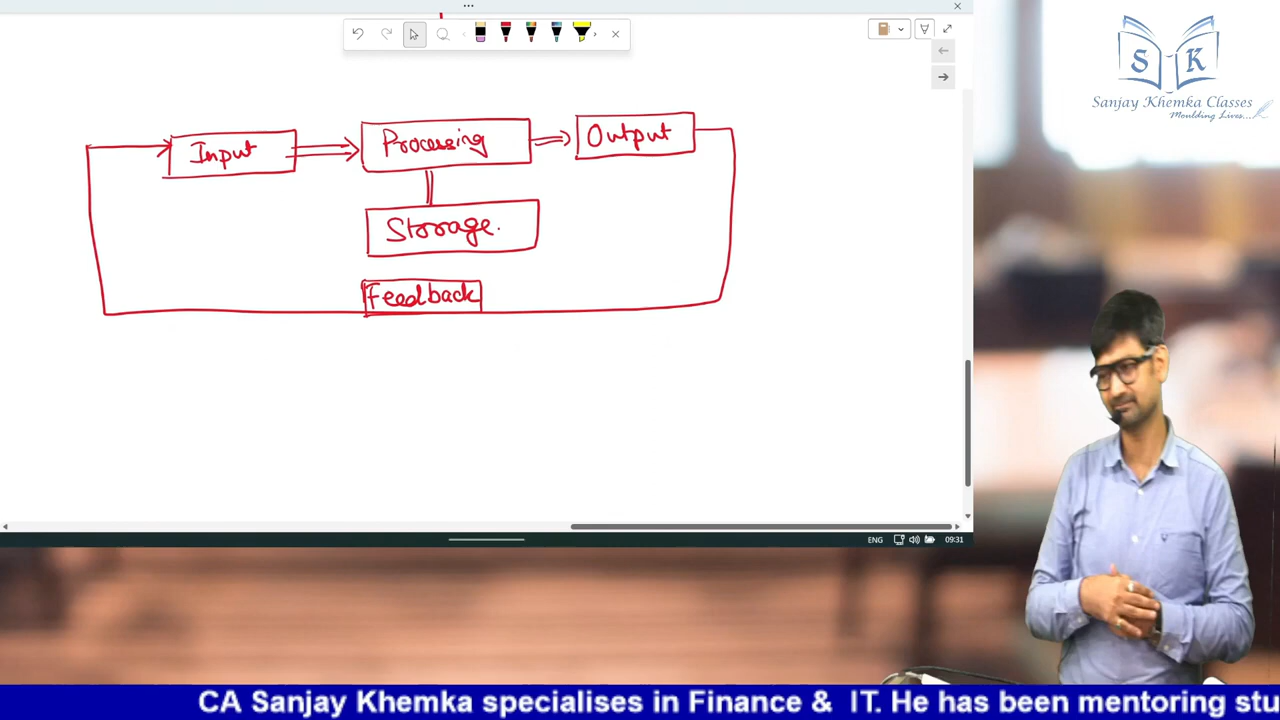 S K
Sanjay Khemka Classes
Moulding Lives...
Input
Processing
Output
Storage.
Feedback
ENG
09:31
CA Sanjay Khemka specialises in Finance & IT. He has been mentoring stu